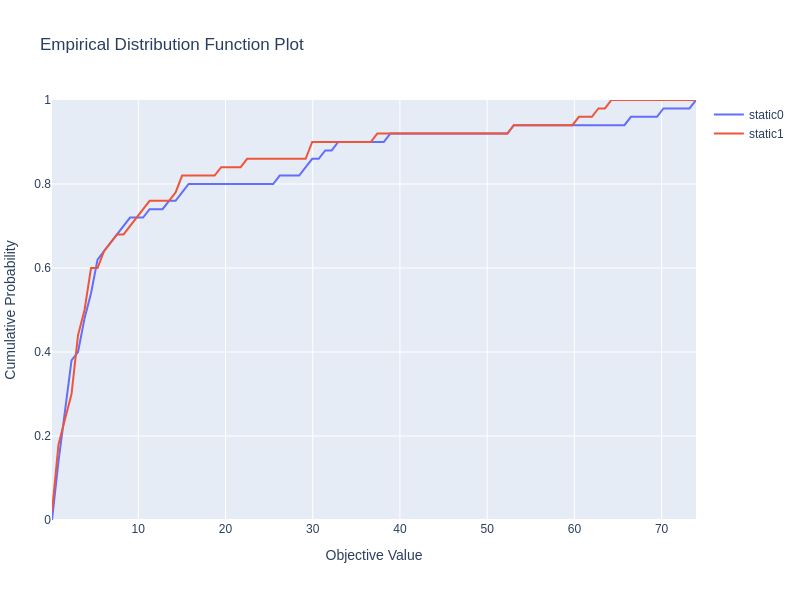 Empirical Distribution Function Plot
static0
static1
1
0.8
0.6
0.4
0.2
0
10
20
30
40
50
60
70
Cumulative Probability
Objective Value